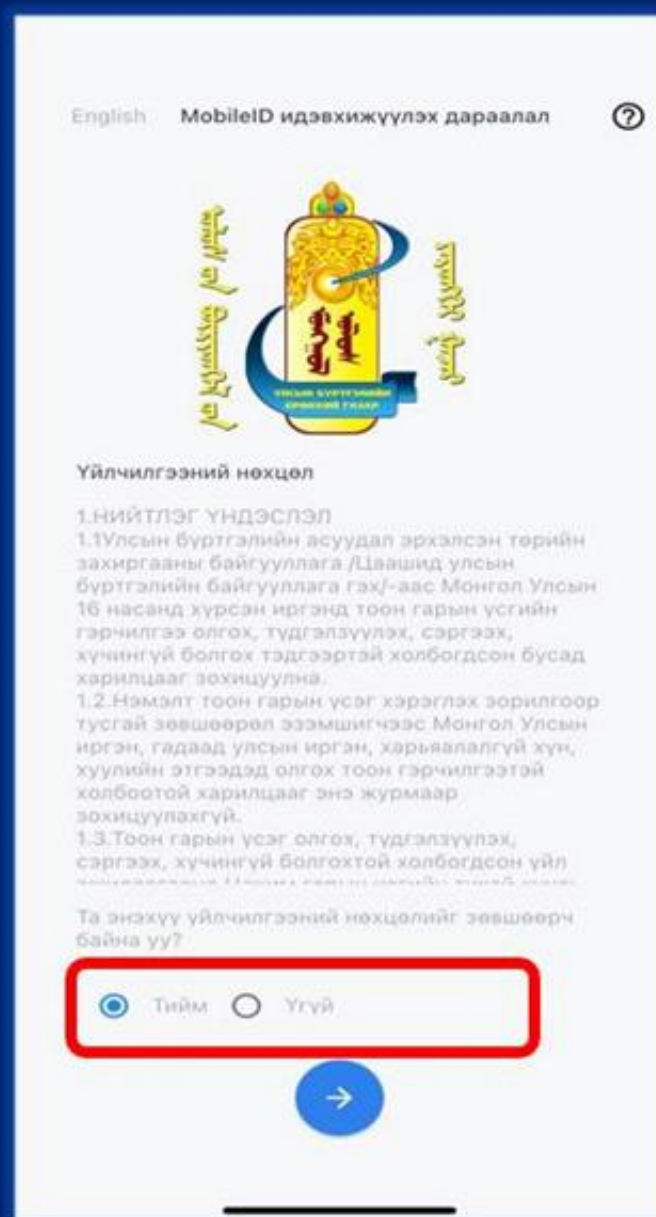 English MobileID идэвхижүүлэх дараалал ?
УЛСЫН БҮРТГЭЛИЙН
ЕРӨНХИЙ ГАЗАР
Үйлчилгээний нөхцөл
1.НИЙТЛЭГ ҮНДЭСЛЭЛ
1.1Улсын бүртгэлийн асуудал эрхэлсэн төрийн
захиргааны байгууллага /Цаашид улсын
бүртгэлийн байгууллага гэх/-аас Монгол Улсын
16 насанд хүрсэн иргэнд тоон гарын үсгийн
гэрчилгээ олгох, түдгэлзүүлэх, сэргээх,
хүчингүй болгох тэдгээртэй холбогдсон бусад
харилцааг зохицуулна.
1.2.Нэмэлт тоон гарын үсэг хэрэглэх зорилгоор
тусгай зөвшөөрөл эзэмшигчээс Монгол Улсын
иргэн, гадаад улсын иргэн, харьяалалгүй хүн,
хуулийн этгээдэд олгох тоон гэрчилгээтэй
холбоотой харилцааг энэ журмаар
зохицуулахгүй.
1.3.Тоон гарын үсэг олгох, түдгэлзүүлэх,
сэргээх, хүчингүй болгохтой холбогдсон үйл
Та энэхүү үйлчилгээний нөхцөлийг зөвшөөрч
байна уу?
Тийм Үгүй